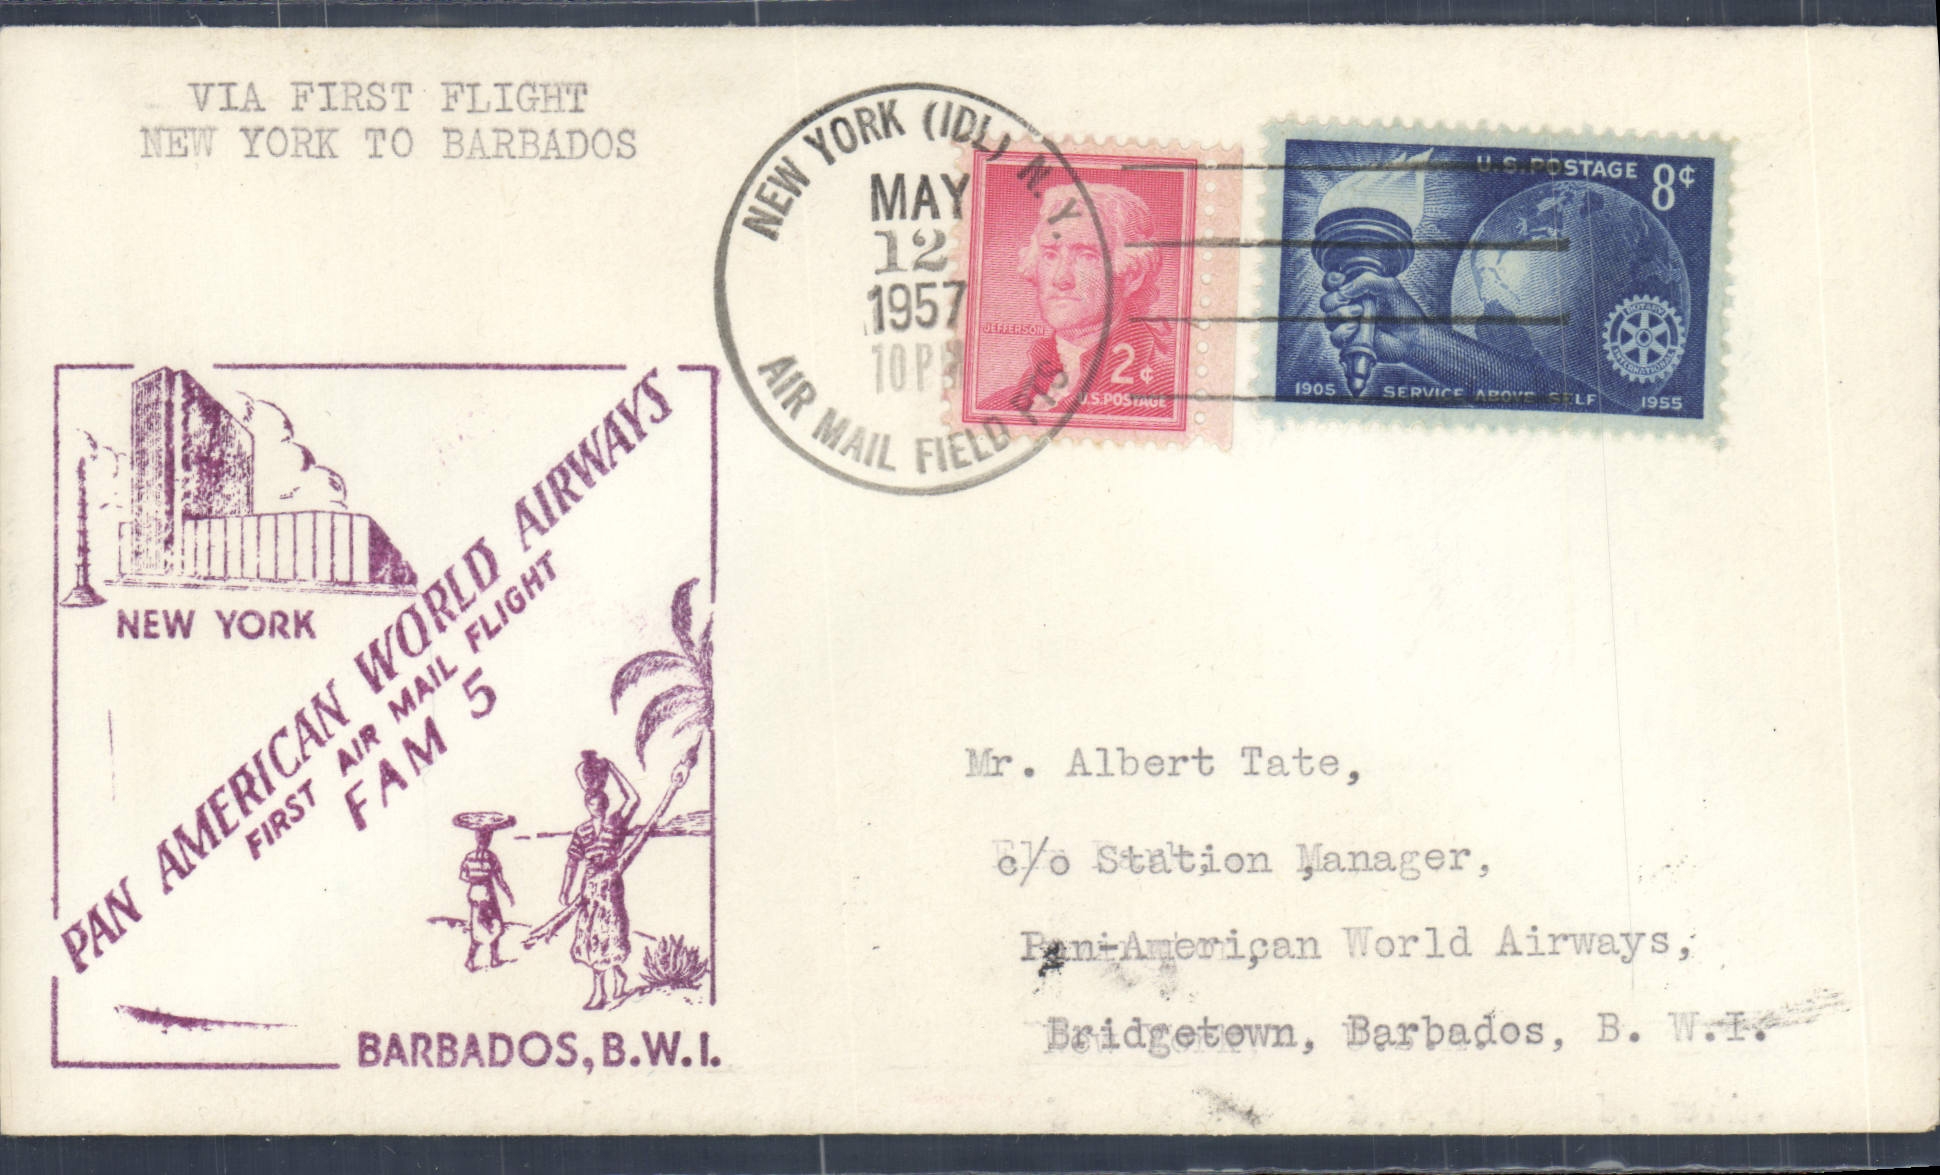 VIA FIRST FLIGHT
NEW YORK TO BARBADOS
NEW YORK (IDL) N.Y.
MAY
12
1957
10 PM
AIR MAIL FIELD
JEFFERSON
2¢
U.S.POSTAGE
U.S.POSTAGE 8¢
ROTARY
INTERNATIONAL
1905 SERVICE ABOVE SELF 1955
NEW YORK
PAN AMERICAN WORLD AIRWAYS
FIRST AIR MAIL FLIGHT
FAM 5
BARBADOS, B.W.I.
Mr. Albert Tate,
c/o Station Manager,
Pan-American World Airways,
Bridgetown, Barbados, B. W.I.